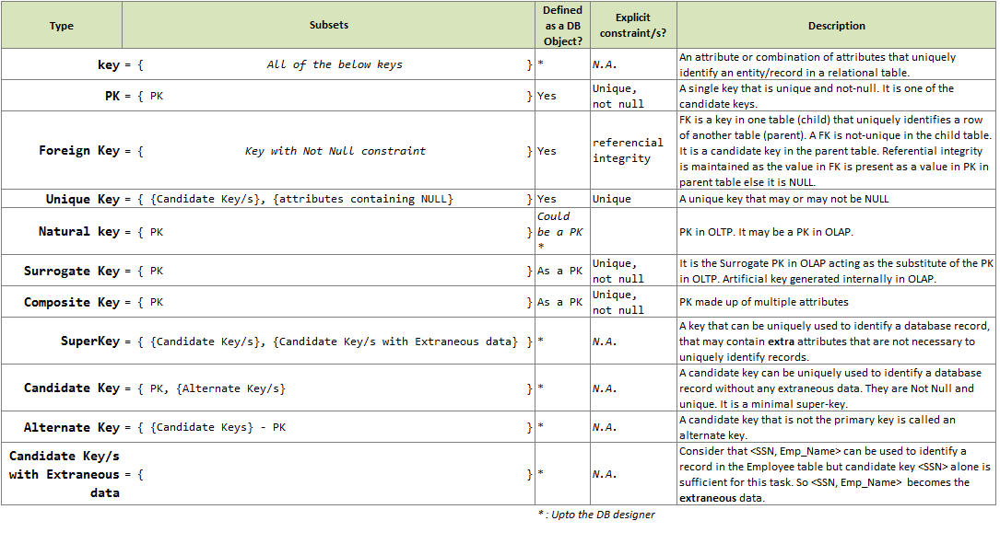 Type
Subsets
Defined
as a DB
Object?
Explicit
constraint/s?
Description
key = { All of the below keys } *
N.A.
An attribute or combination of attributes that uniquely
identify an entity/record in a relational table.
PK = { PK } Yes
Unique,
not null
A single key that is unique and not-null. It is one of the
candidate keys.
Foreign Key = { Key with Not Null constraint } Yes
referencial
integrity
FK is a key in one table (child) that uniquely identifies a row
of another table (parent). A FK is not-unique in the child table.
It is a candidate key in the parent table. Referential integrity
is maintained as the value in FK is present as a value in PK in
parent table else it is NULL.
Unique Key = { {Candidate Key/s}, {attributes containing NULL} } Yes
Unique
A unique key that may or may not be NULL
Natural key = { PK }
Could
be a PK
*
PK in OLTP. It may be a PK in OLAP.
Surrogate Key = { PK } As a PK
Unique,
not null
It is the Surrogate PK in OLAP acting as the substitute of the PK
in OLTP. Artificial key generated internally in OLAP.
Composite Key = { PK } As a PK
Unique,
not null
PK made up of multiple attributes
SuperKey = { {Candidate Key/s}, {Candidate Key/s with Extraneous data} } *
N.A.
A key that can be uniquely used to identify a database record,
that may contain extra attributes that are not necessary to
uniquely identify records.
Candidate Key = { PK, {Alternate Key/s} } *
N.A.
A candidate key can be uniquely used to identify a database
record without any extraneous data. They are Not Null and
unique. It is a minimal super-key.
Alternate Key = { {Candidate Keys} - PK } *
N.A.
A candidate key that is not the primary key is called an
alternate key.
Candidate Key/s
with Extraneous = { } *
data
N.A.
Consider that <SSN, Emp_Name> can be used to identify a
record in the Employee table but candidate key <SSN> alone is
sufficient for this task. So <SSN, Emp_Name> becomes the
extraneous data.
* : Upto the DB designer